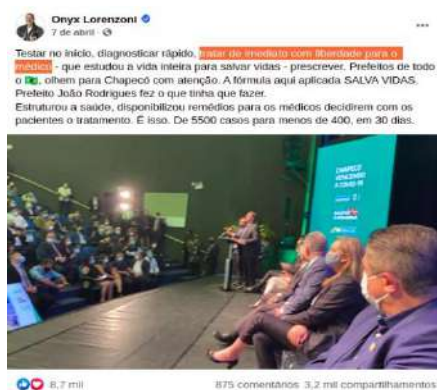 Onyx Lorenzoni
7 de abril ·
Testar no início, diagnosticar rápido, tratar de imediato com liberdade para o
médico - que estudou a vida inteira para salvar vidas - prescrever. Prefeitos de todo
o 🇧🇷, olhem para Chapecó com atenção. A fórmula aqui aplicada SALVA VIDAS.
Prefeito João Rodrigues fez o que tinha que fazer.
Estruturou a saúde, disponibilizou remédios para os médicos decidirem com os
pacientes o tratamento. É isso. De 5500 casos para menos de 400, em 30 dias.
CHAPECÓ
VENCENDO
A COVID-19
8,7 mil
875 comentários 3,2 mil compartilhamentos